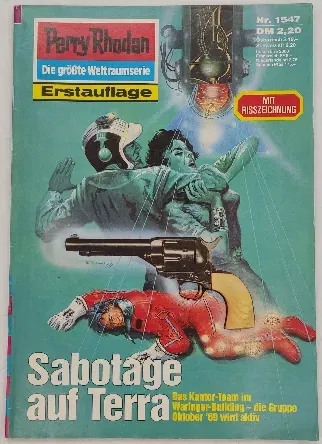 Perry Rhodan
Die größte Weltraumserie
Erstauflage
Nr. 1547
DM 2,20
MIT
RISSZEICHNUNG
Sabotage
auf Terra
Das Kantor-Team im
Waringer-Building – die Gruppe
Oktober '69 wird aktiv